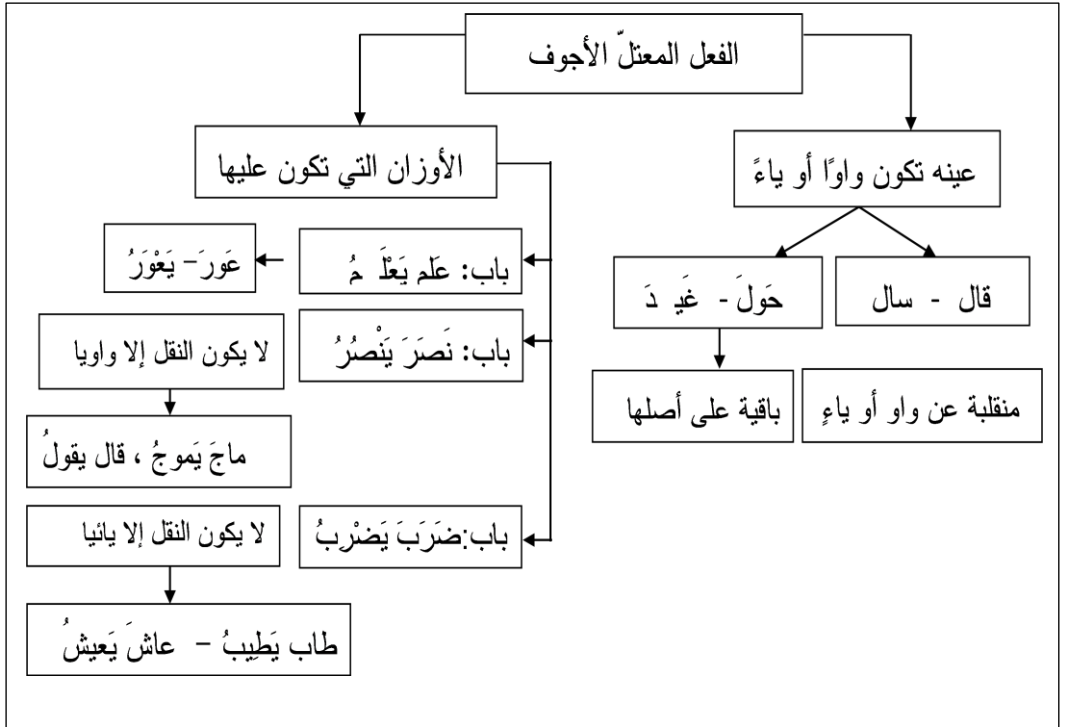 الفعل المعتلّ الأجوف
عينه تكون واوًا أو ياءً
الأوزان التي تكون عليها
قال - سال
حَولَ - غَيدَ
باب: عَلم يَعْلَمُ
عَورَ – يَعْوَرُ
باب: نَصَرَ يَنْصُرُ
لا يكون النقل إلا واويا
منقلبة عن واو أو ياءٍ
باقية على أصلها
ماجَ يَموجُ ، قال يقولُ
باب:ضَرَبَ يَضْرِبُ
لا يكون النقل إلا يائيا
طاب يَطِيبُ – عاشَ يَعيشُ